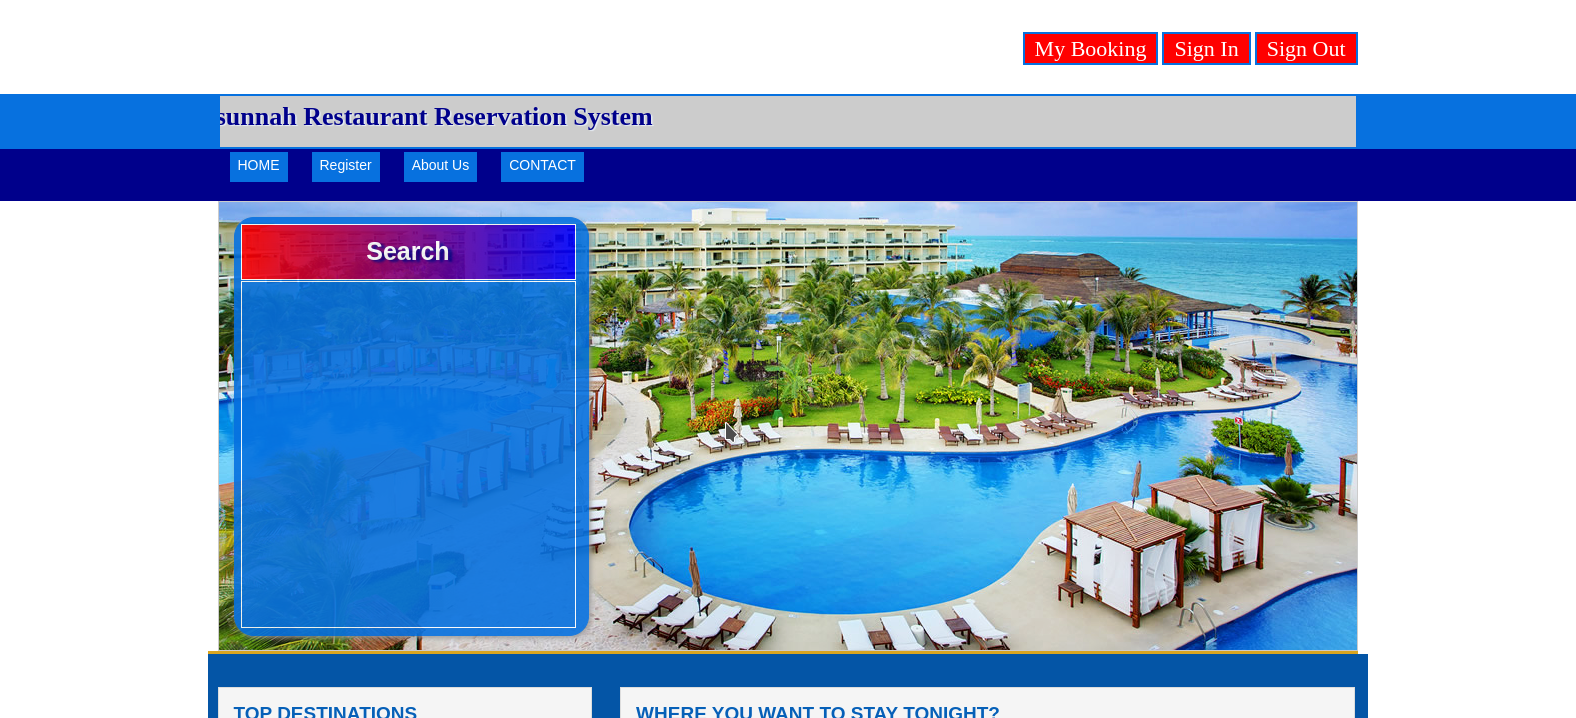 My Booking Sign In Sign Out
sunnah Restaurant Reservation System
HOME Register About Us CONTACT
Search
TOP DESTINATIONS
WHERE YOU WANT TO STAY TONIGHT?